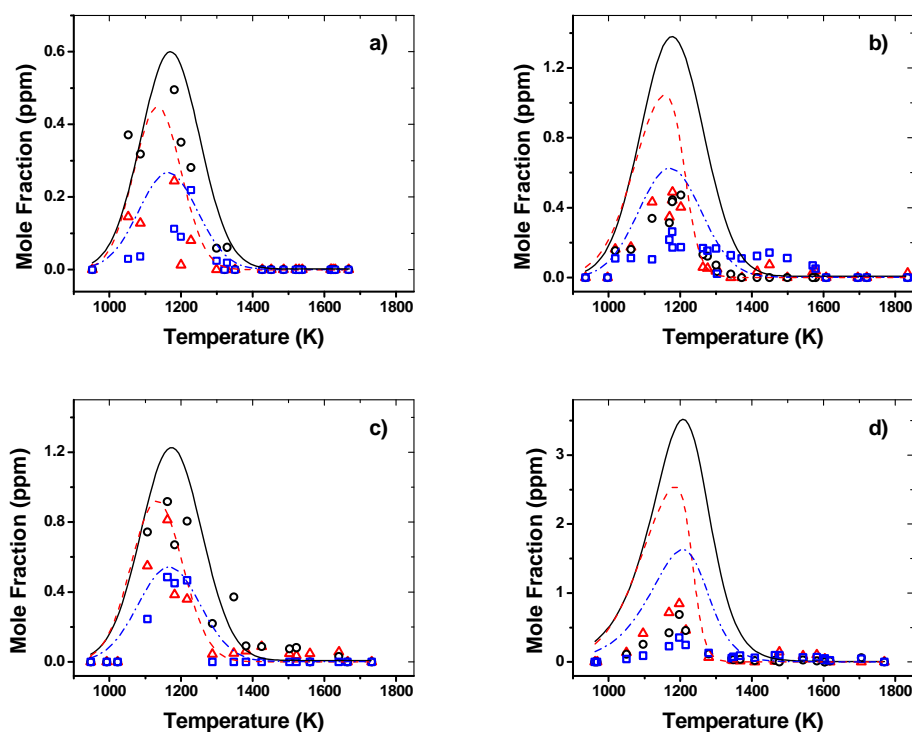 a)
0.6
0.4
0.2
0.0
Mole Fraction (ppm)
1000 1200 1400 1600 1800
Temperature (K)
b)
1.2
0.8
0.4
0.0
Mole Fraction (ppm)
1000 1200 1400 1600 1800
Temperature (K)
c)
1.2
0.8
0.4
0.0
Mole Fraction (ppm)
1000 1200 1400 1600 1800
Temperature (K)
d)
3
2
1
0
Mole Fraction (ppm)
1000 1200 1400 1600 1800
Temperature (K)